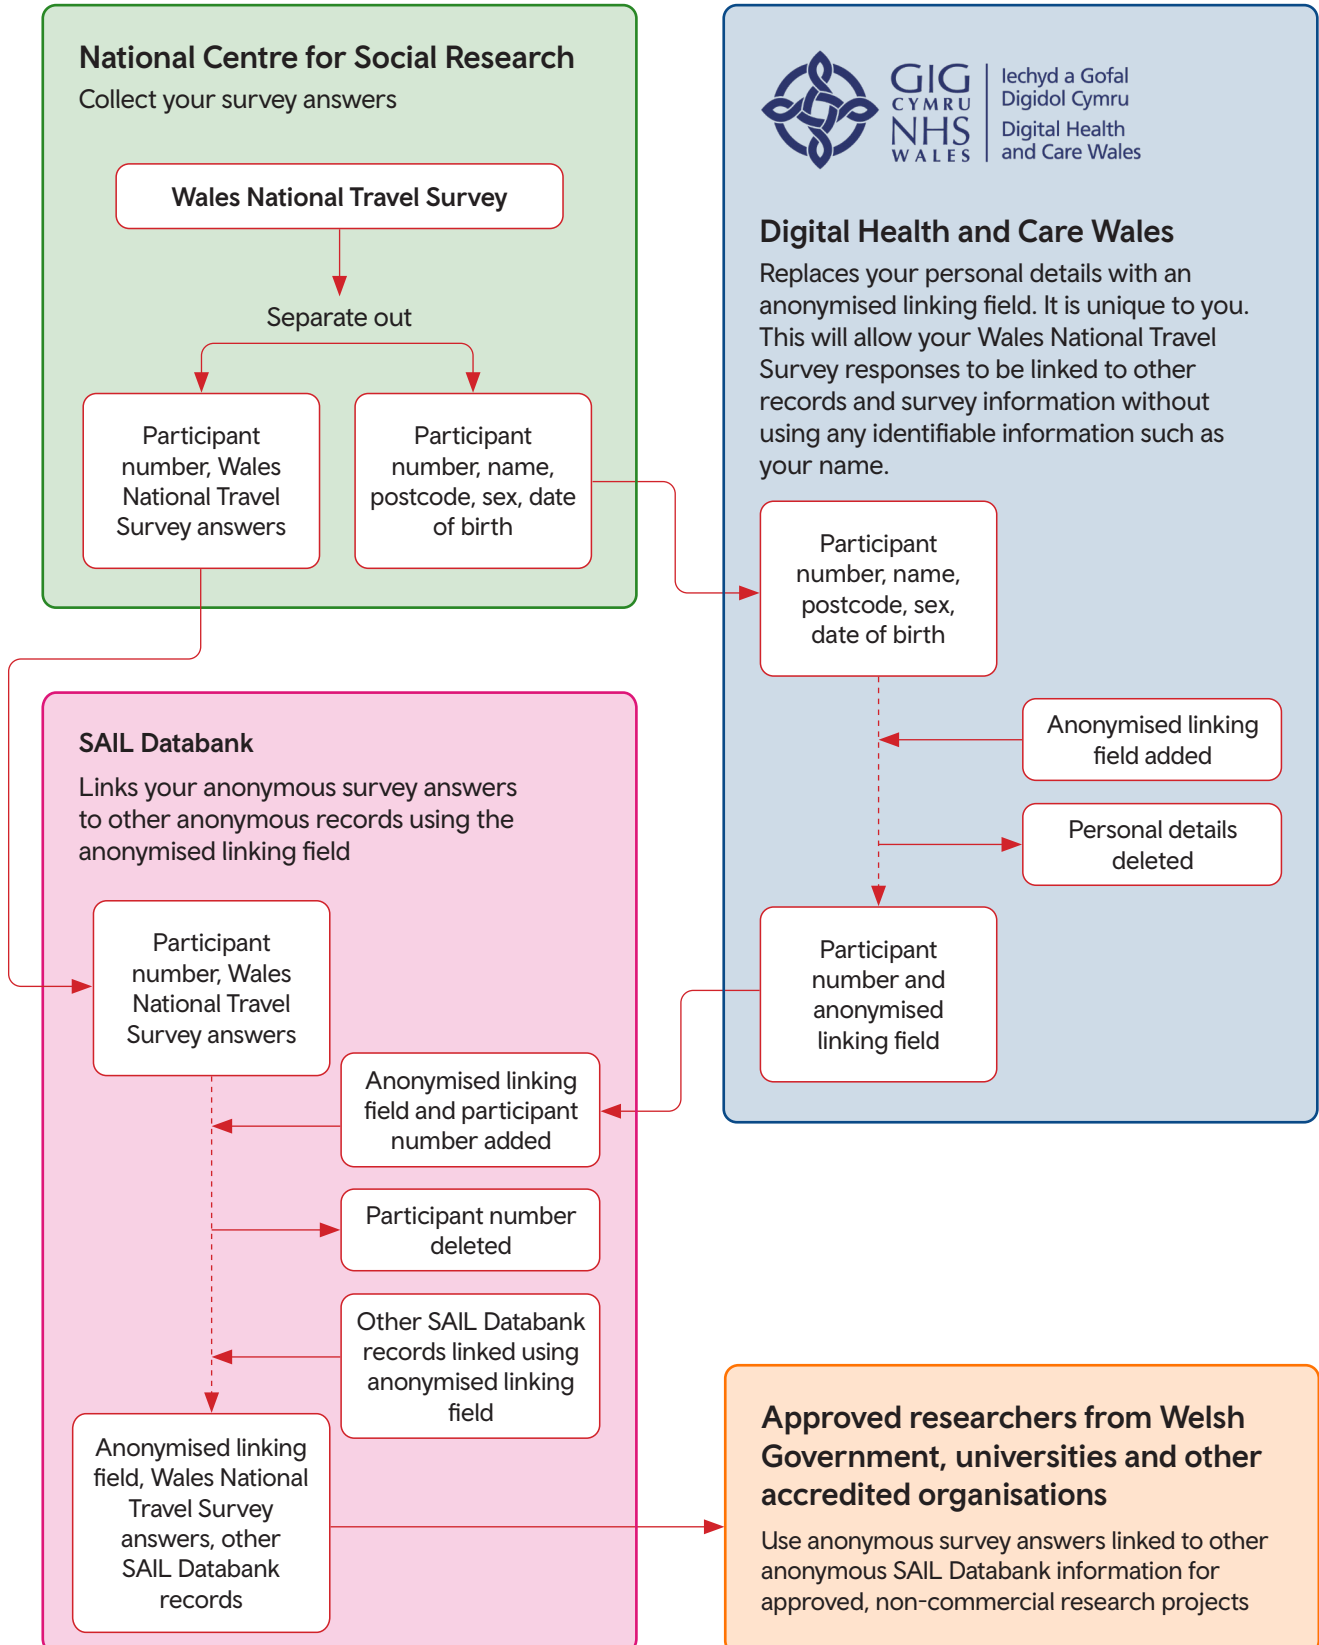 National Centre for Social Research
Collect your survey answers
Wales National Travel Survey
Separate out
Participant
number, Wales
National Travel
Survey answers
Participant
number, name,
postcode, sex, date
of birth
GIG
CYMRU
NHS
WALES
Iechyd a Gofal
Digidol Cymru
Digital Health
and Care Wales
Digital Health and Care Wales
Replaces your personal details with an
anonymised linking field. It is unique to you.
This will allow your Wales National Travel
Survey responses to be linked to other
records and survey information without
using any identifiable information such as
your name.
Participant
number, name,
postcode, sex,
date of birth
Anonymised linking
field added
Personal details
deleted
Participant
number and
anonymised
linking field
SAIL Databank
Links your anonymous survey answers
to other anonymous records using the
anonymised linking field
Participant
number, Wales
National Travel
Survey answers
Anonymised linking
field and participant
number added
Participant number
deleted
Other SAIL Databank
records linked using
anonymised linking
field
Anonymised linking
field, Wales National
Travel Survey
answers, other
SAIL Databank
records
Approved researchers from Welsh
Government, universities and other
accredited organisations
Use anonymous survey answers linked to other
anonymous SAIL Databank information for
approved, non-commercial research projects